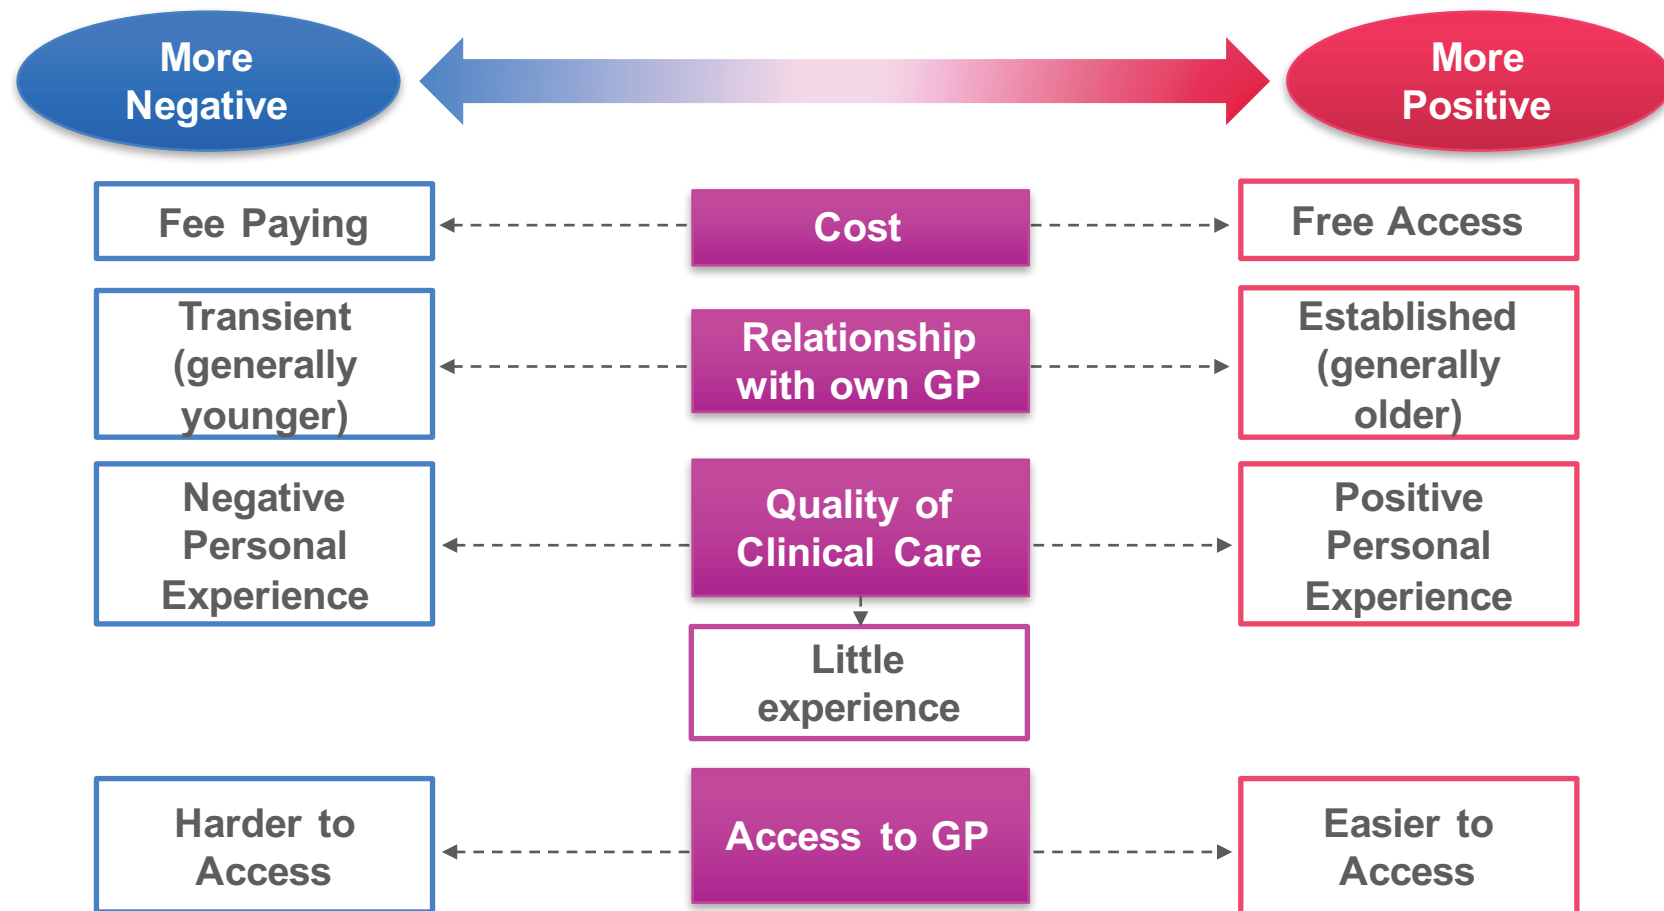 More
Negative
More
Positive
Fee Paying
Cost
Free Access
Transient
(generally
younger)
Relationship
with own GP
Established
(generally
older)
Negative
Personal
Experience
Quality of
Clinical Care
Positive
Personal
Experience
Little
experience
Harder to
Access
Access to GP
Easier to
Access